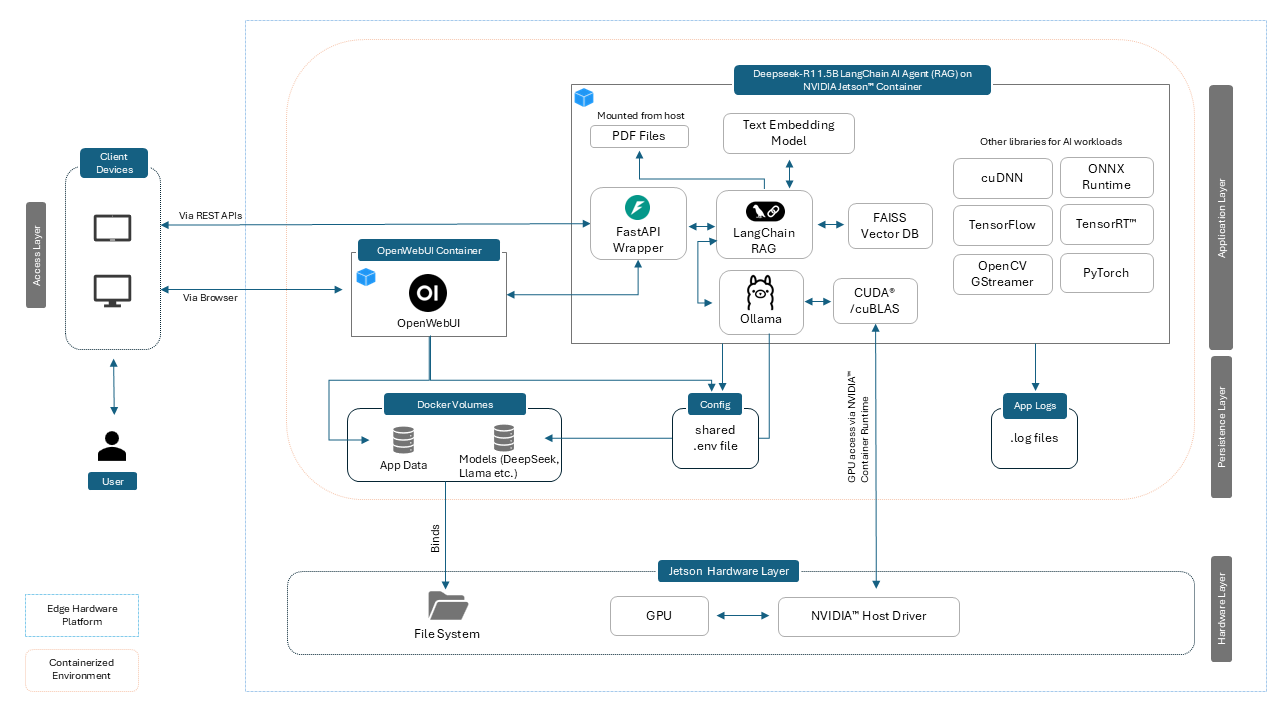 Deepseek-R1 1.5B LangChain AI Agent (RAG) on
NVIDIA Jetson™ Container
Mounted from host
PDF Files
Text Embedding
Model
Other libraries for AI workloads
cuDNN
ONNX
Runtime
TensorFlow
TensorRT™
OpenCV
GStreamer
PyTorch
FastAPI
Wrapper
LangChain
RAG
FAISS
Vector DB
Ollama
CUDA®
/cuBLAS
Client
Devices
Access Layer
Via REST APIs
Via Browser
User
OpenWebUI Container
OI
OpenWebUI
Application Layer
Docker Volumes
App Data
Models (DeepSeek,
Llama etc.)
Config
shared
.env file
GPU access via NVIDIA™
Container Runtime
App Logs
.log files
Persistence Layer
Binds
Jetson Hardware Layer
File System
GPU
NVIDIA™ Host Driver
Hardware Layer
Edge Hardware
Platform
Containerized
Environment